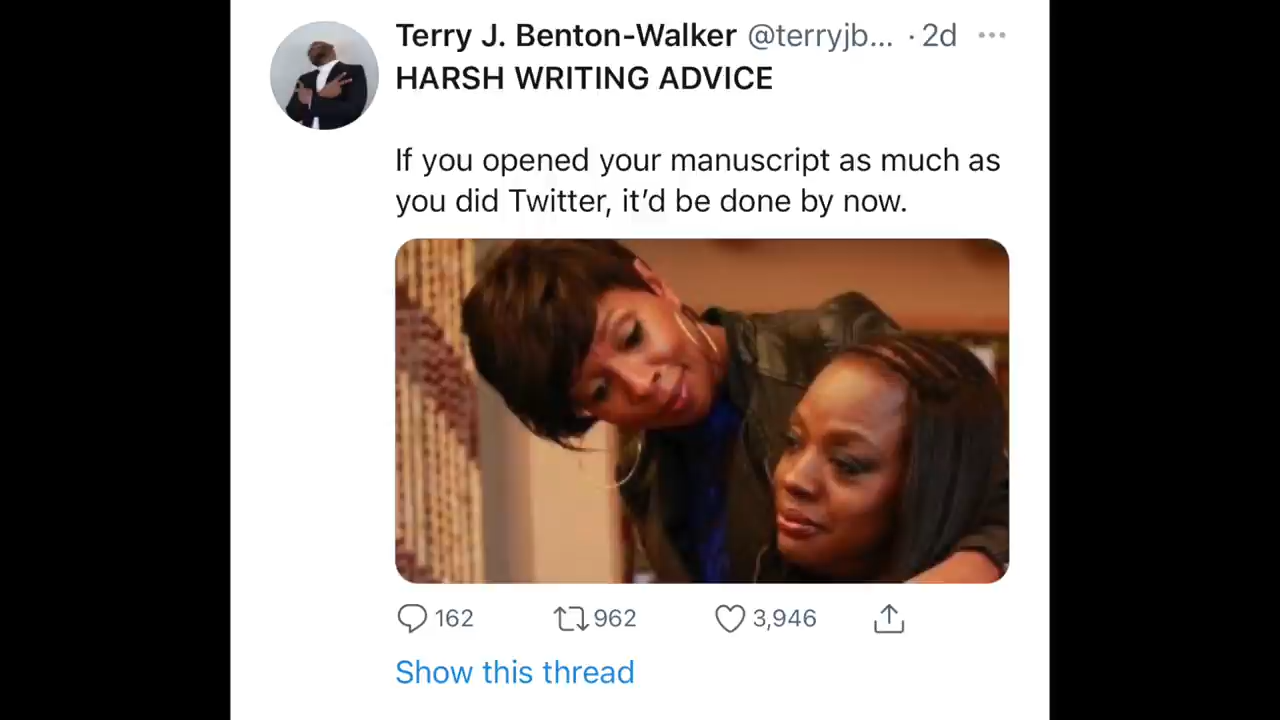 Terry J. Benton-Walker @terryjb... · 2d
HARSH WRITING ADVICE
If you opened your manuscript as much as
you did Twitter, it’d be done by now.
162 962 3,946
Show this thread